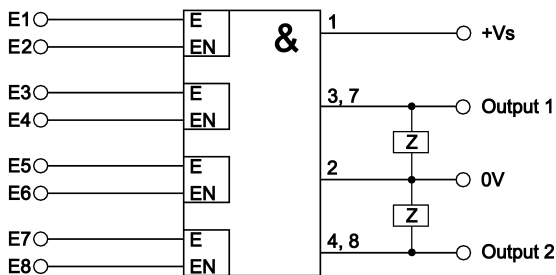 E1 E 1 +Vs
E2 EN &
E3 E 3, 7 Output 1
E4 EN Z
E5 E 2 0V
E6 EN Z
E7 E 4, 8 Output 2
E8 EN